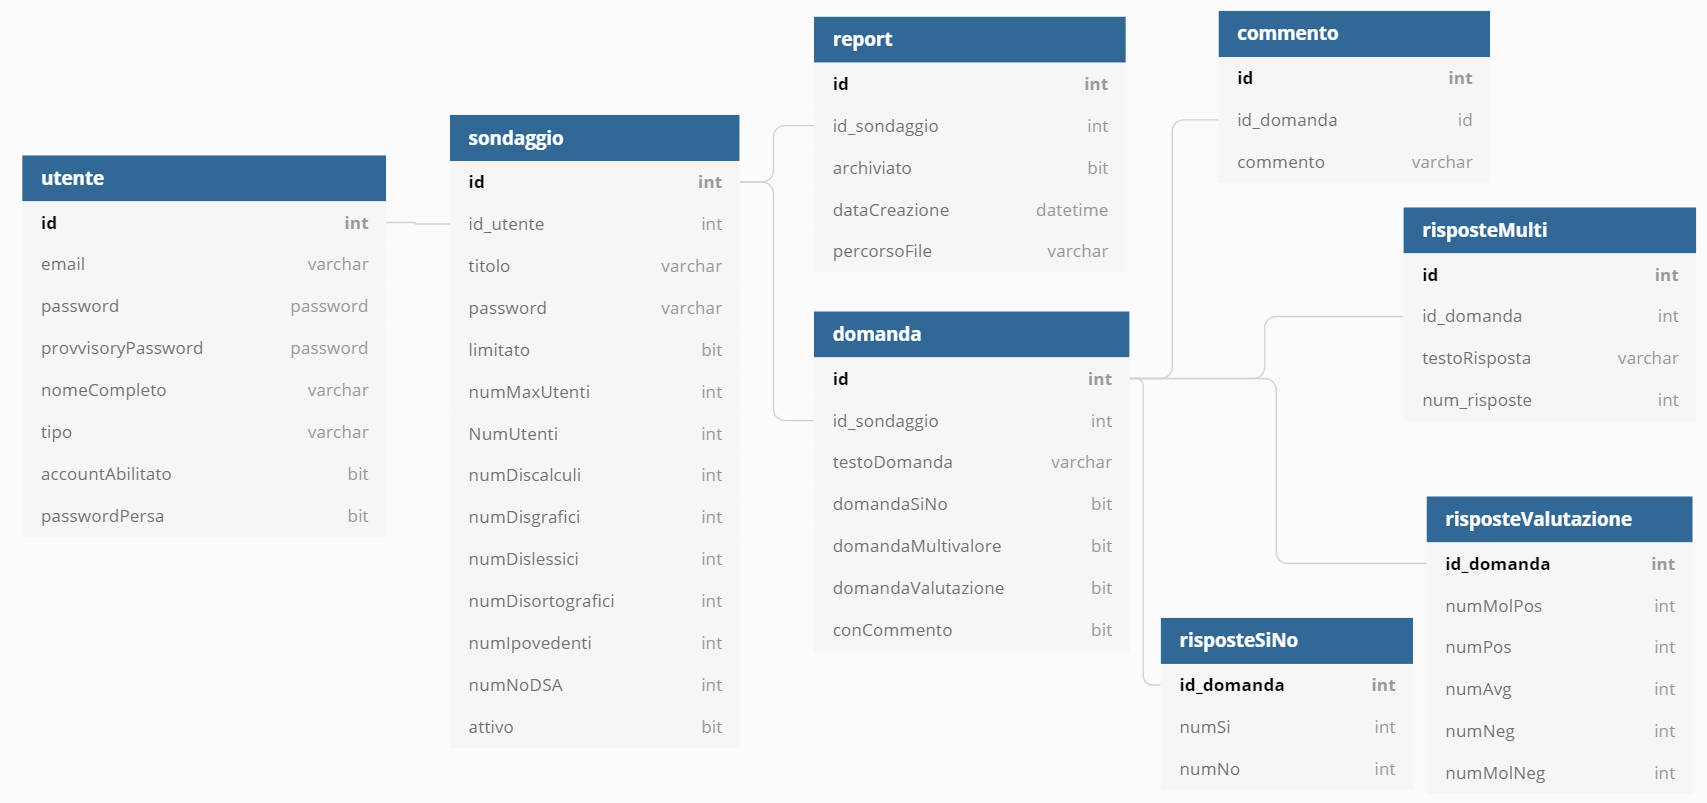 utente
id int
email varchar
password password
provvisoryPassword password
nomeCompleto varchar
tipo varchar
accountAbilitato bit
passwordPersa bit
sondaggio
id int
id_utente int
titolo varchar
password varchar
limitato bit
numMaxUtenti int
NumUtenti int
numDiscalculi int
numDisgrafici int
numDislessici int
numDisortografici int
numIpovedenti int
numNoDSA int
attivo bit
report
id int
id_sondaggio int
archiviato bit
dataCreazione datetime
percorsoFile varchar
domanda
id int
id_sondaggio int
testoDomanda varchar
domandaSiNo bit
domandaMultivalore bit
domandaValutazione bit
conCommento bit
commento
id int
id_domanda id
commento varchar
risposteMulti
id int
id_domanda int
testoRisposta varchar
num_risposte int
risposteSiNo
id_domanda int
numSi int
numNo int
risposteValutazione
id_domanda int
numMolPos int
numPos int
numAvg int
numNeg int
numMolNeg int